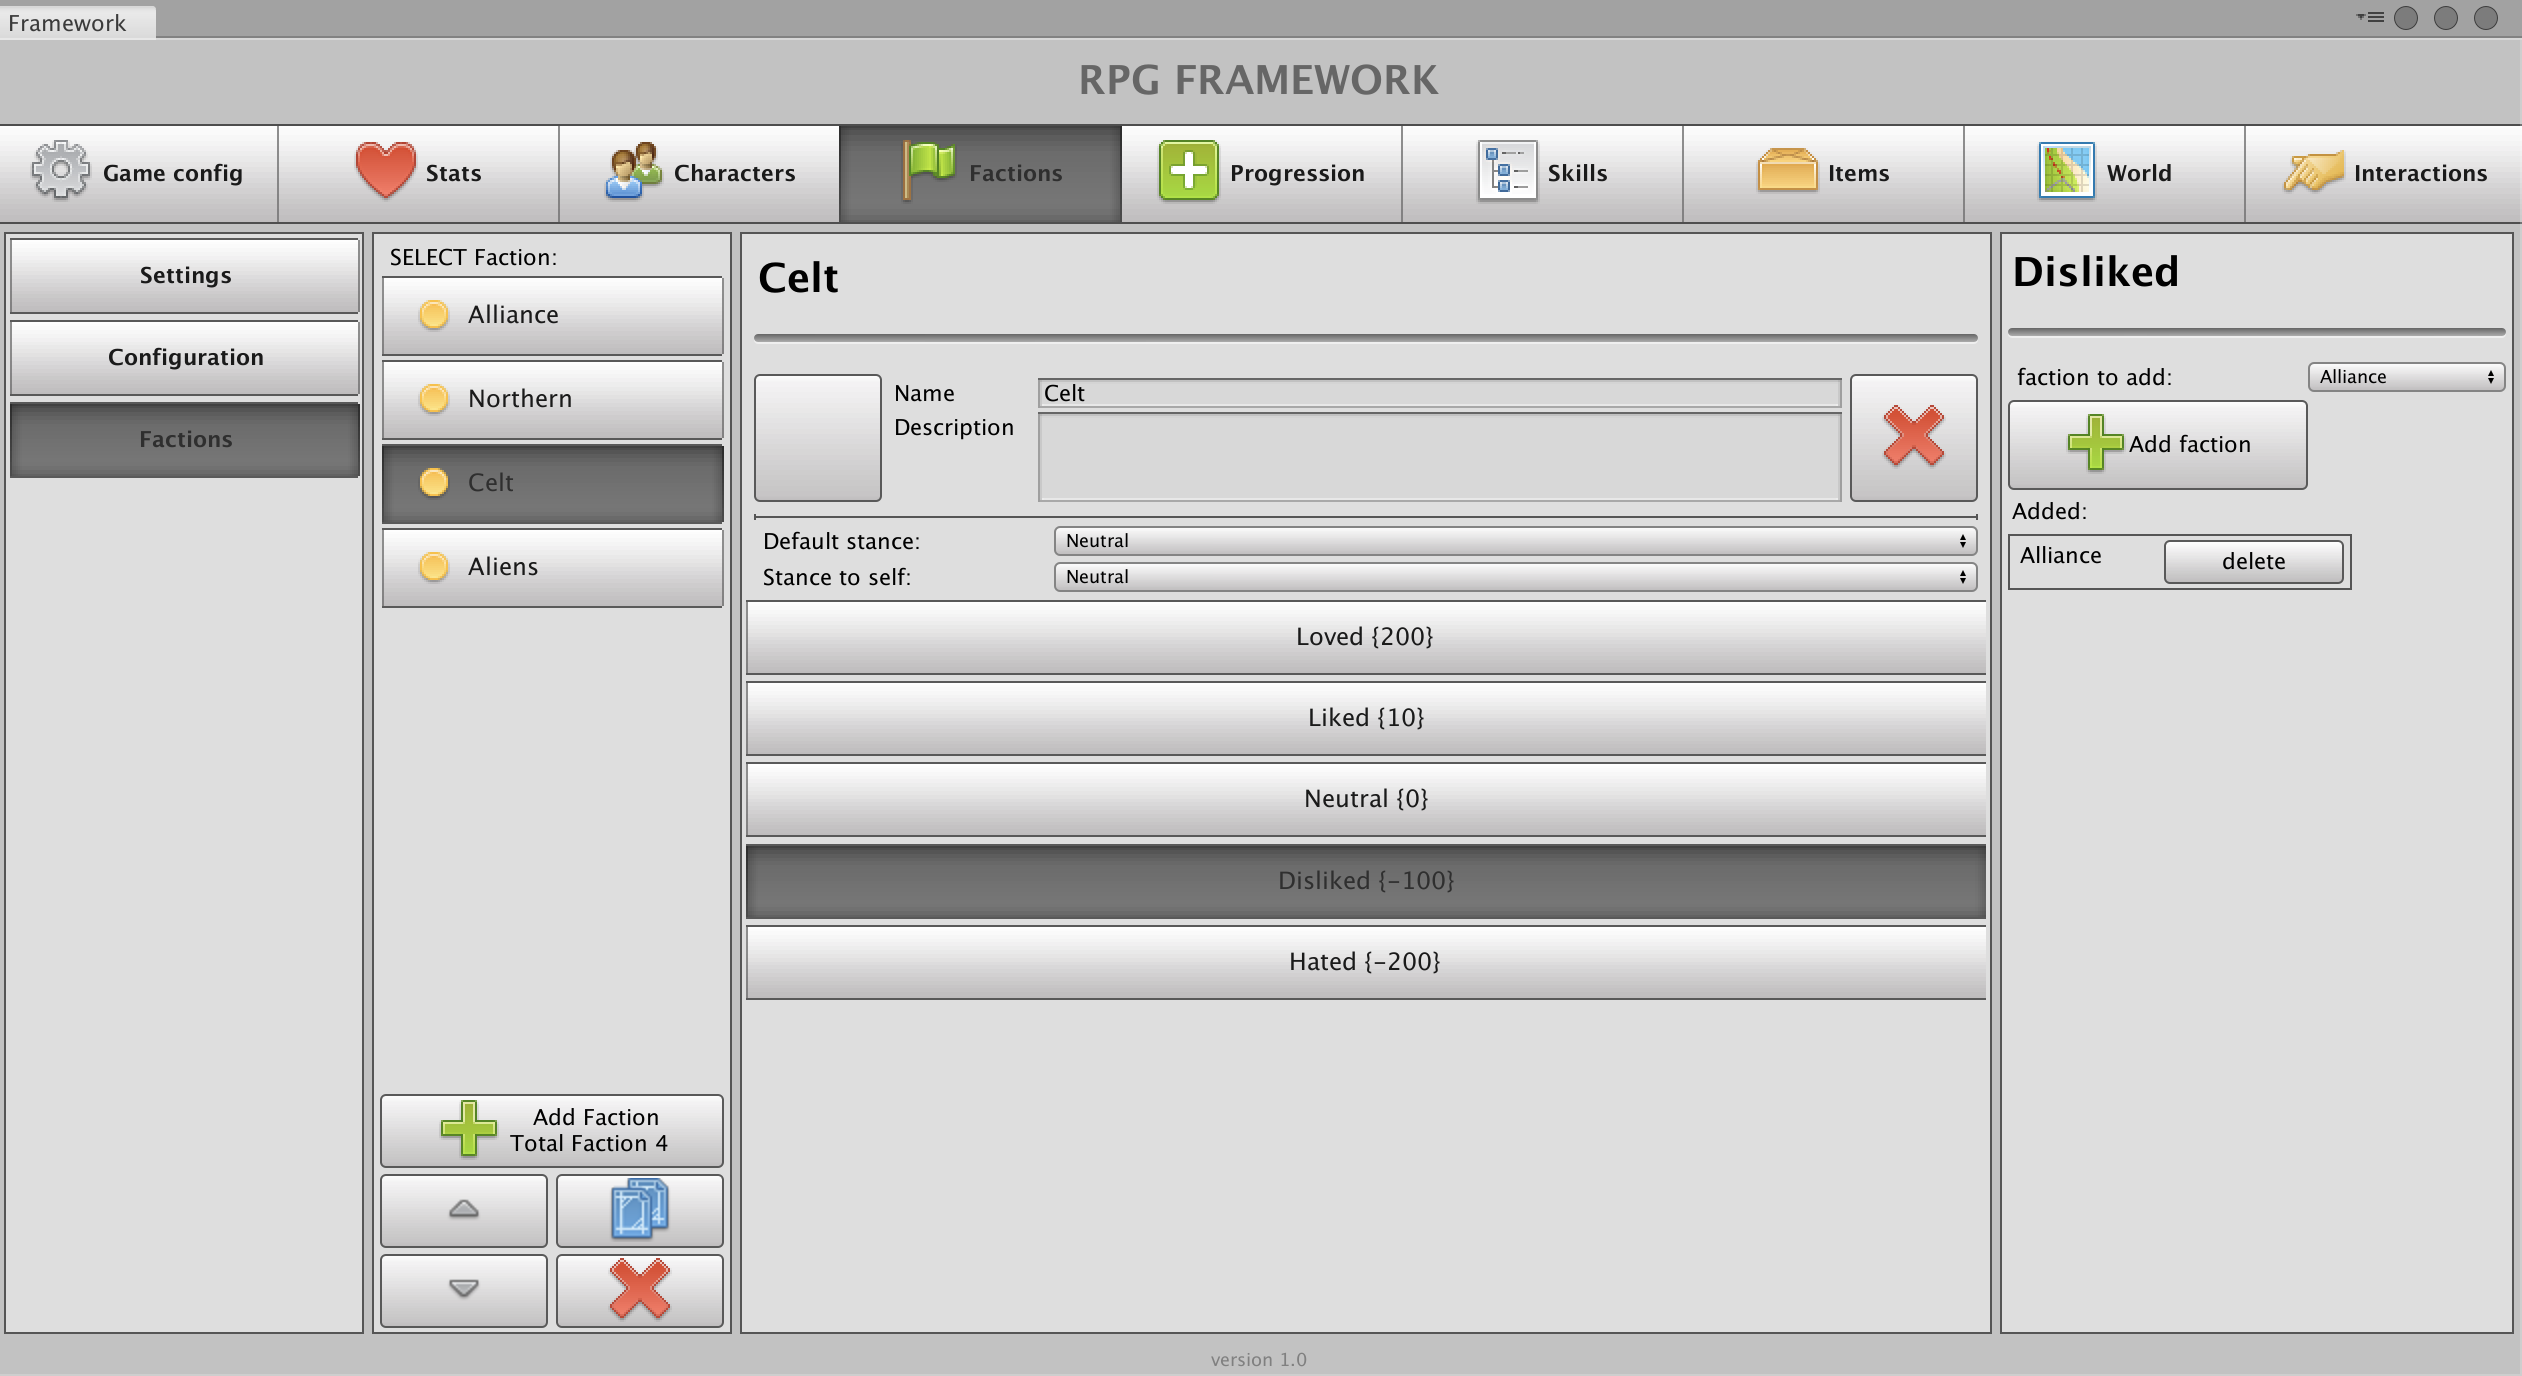 Framework
RPG FRAMEWORK
Game config
Stats
Characters
Factions
Progression
Skills
Items
World
Interactions
Settings
Configuration
Factions
SELECT Faction:
Alliance
Northern
Celt
Aliens
Add Faction
Total Faction 4
Celt
Name
Celt
Description
Default stance:
Neutral
Stance to self:
Neutral
Loved {200}
Liked {10}
Neutral {0}
Disliked {-100}
Hated {-200}
Disliked
faction to add:
Alliance
Add faction
Added:
Alliance
delete
version 1.0